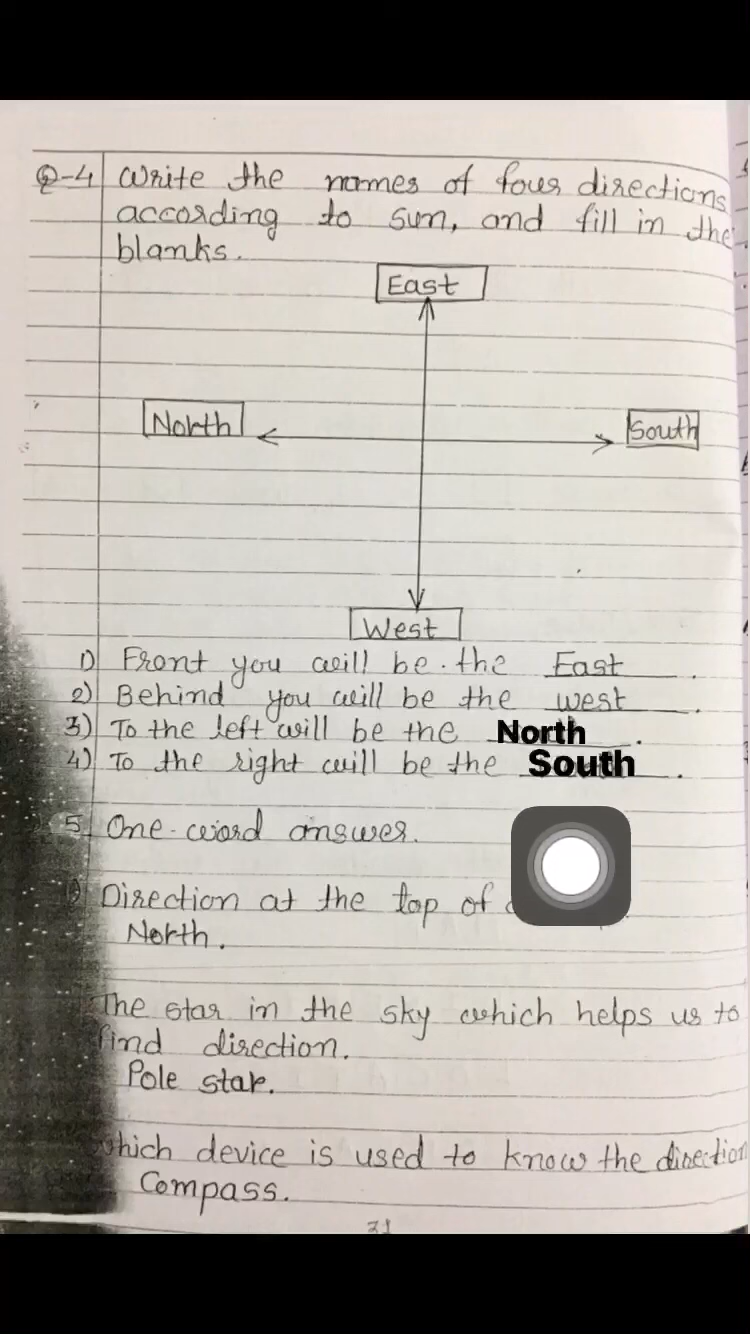 Q-4 Write the names of four directions
according to sun, and fill in the
blanks.
East
North
South
West
1) Front you will be the East.
2) Behind you will be the west.
3) To the left will be the North.
4) To the right will be the South.
5 One-word answer.
Direction at the top of
North.
The star in the sky which helps us to
find direction.
Pole star.
which device is used to know the direction
Compass.
31